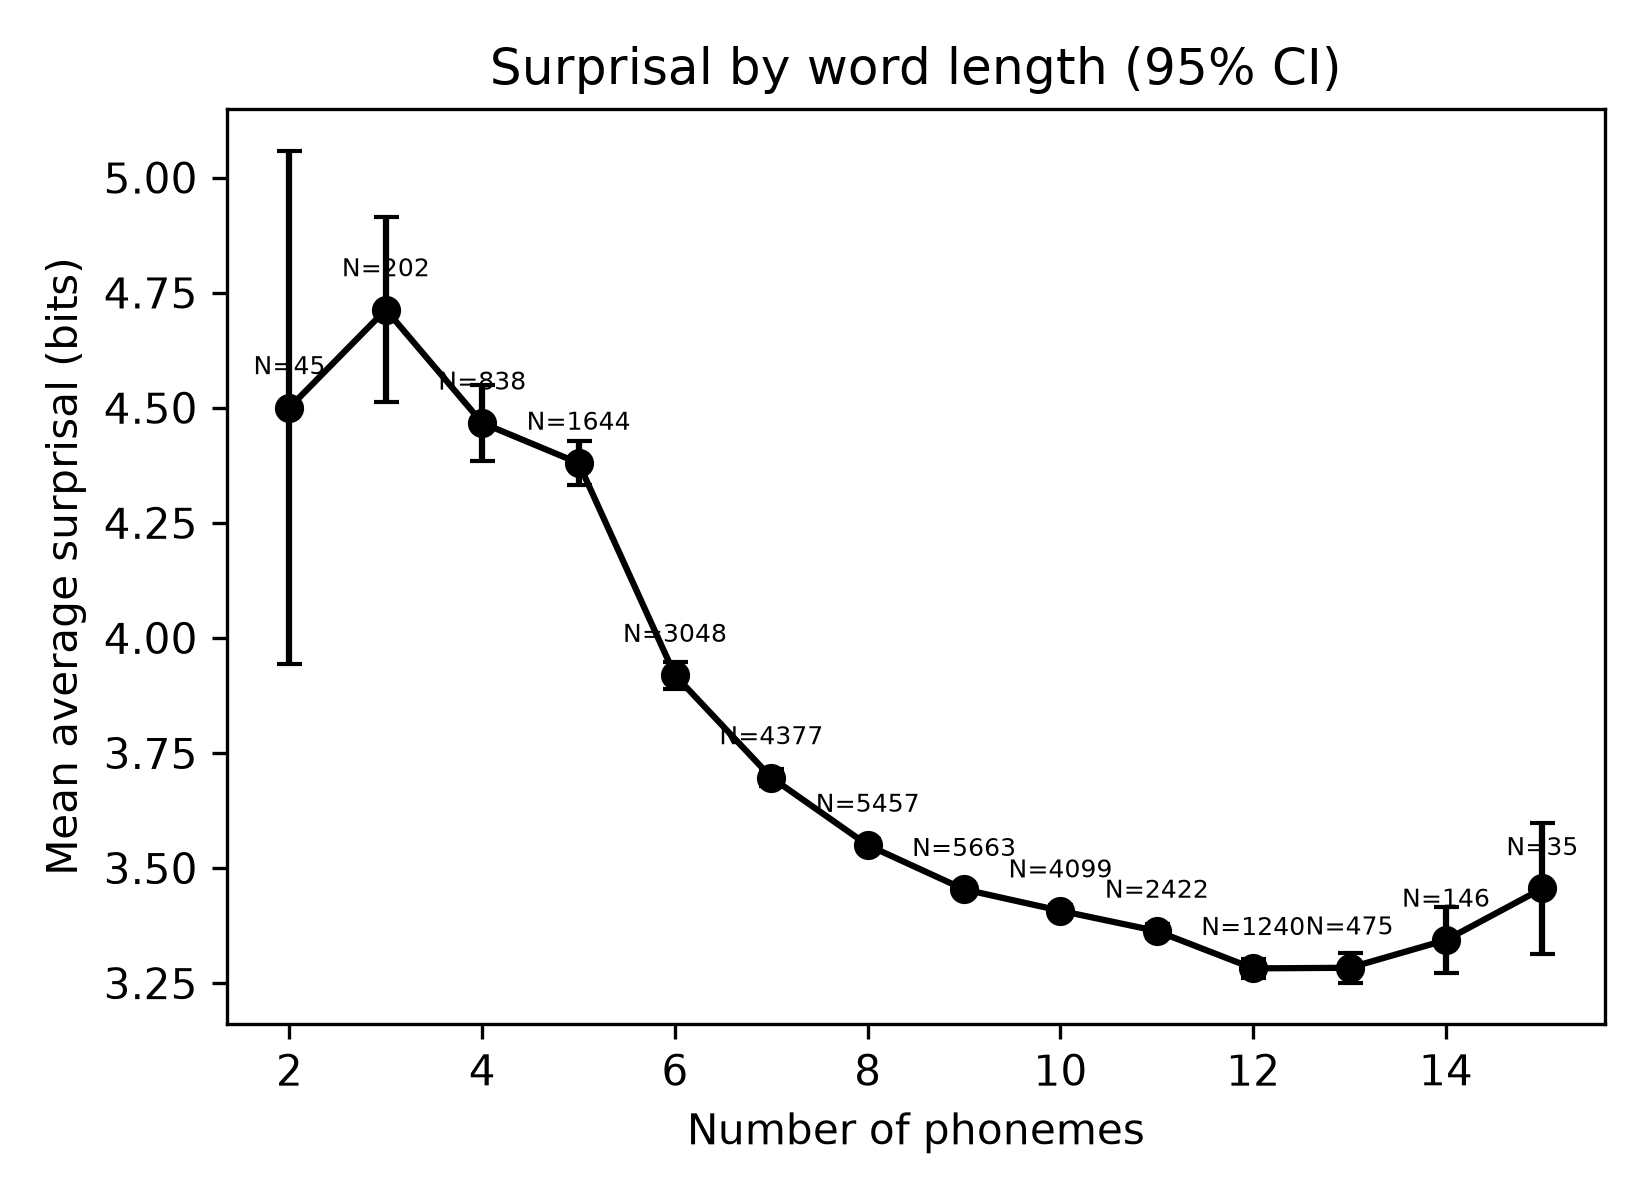 Surprisal by word length (95% CI)
Mean average surprisal (bits)
5.00
4.75
4.50
4.25
4.00
3.75
3.50
3.25
N=45
N=202
N=838
N=1644
N=3048
N=4377
N=5457
N=5663
N=4099
N=2422
N=1240
N=475
N=146
N=35
2
4
6
8
10
12
14
Number of phonemes